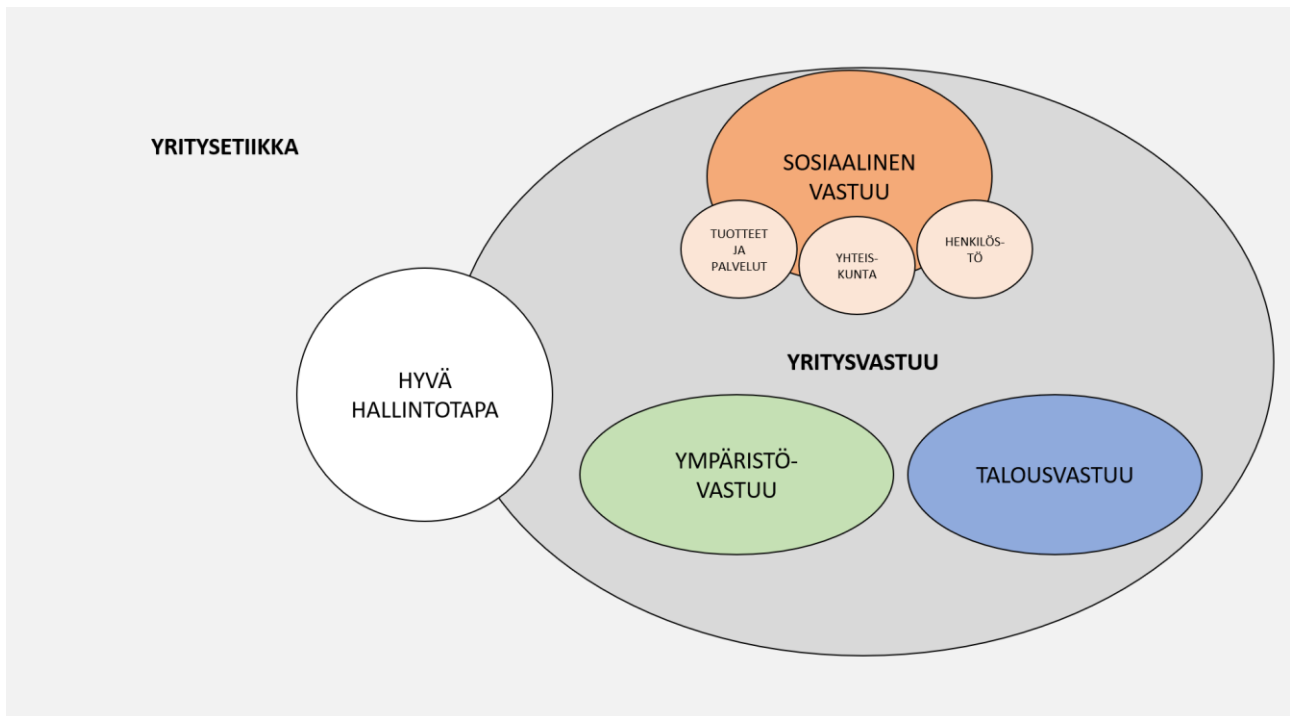 YRITYSETIIKKA
SOSIAALINEN
VASTUU
TUOTTEET
JA
PALVELUT
YHTEIS-
KUNTA
HENKILÖS-
TÖ
YRITYSVASTUU
HYVÄ
HALLINTOTAPA
YMPÄRISTÖ-
VASTUU
TALOUSVASTUU